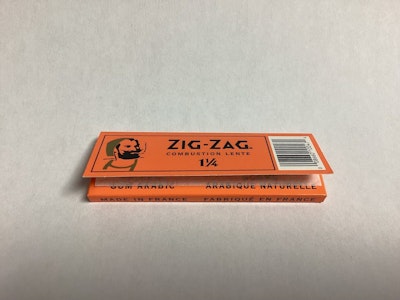 ZIG-ZAG
COMBUSTION LENTE
1¼
GUM ARABIC ARABIQUE NATURELLE
MADE IN FRANCE FABRIQUÉ EN FRANCE